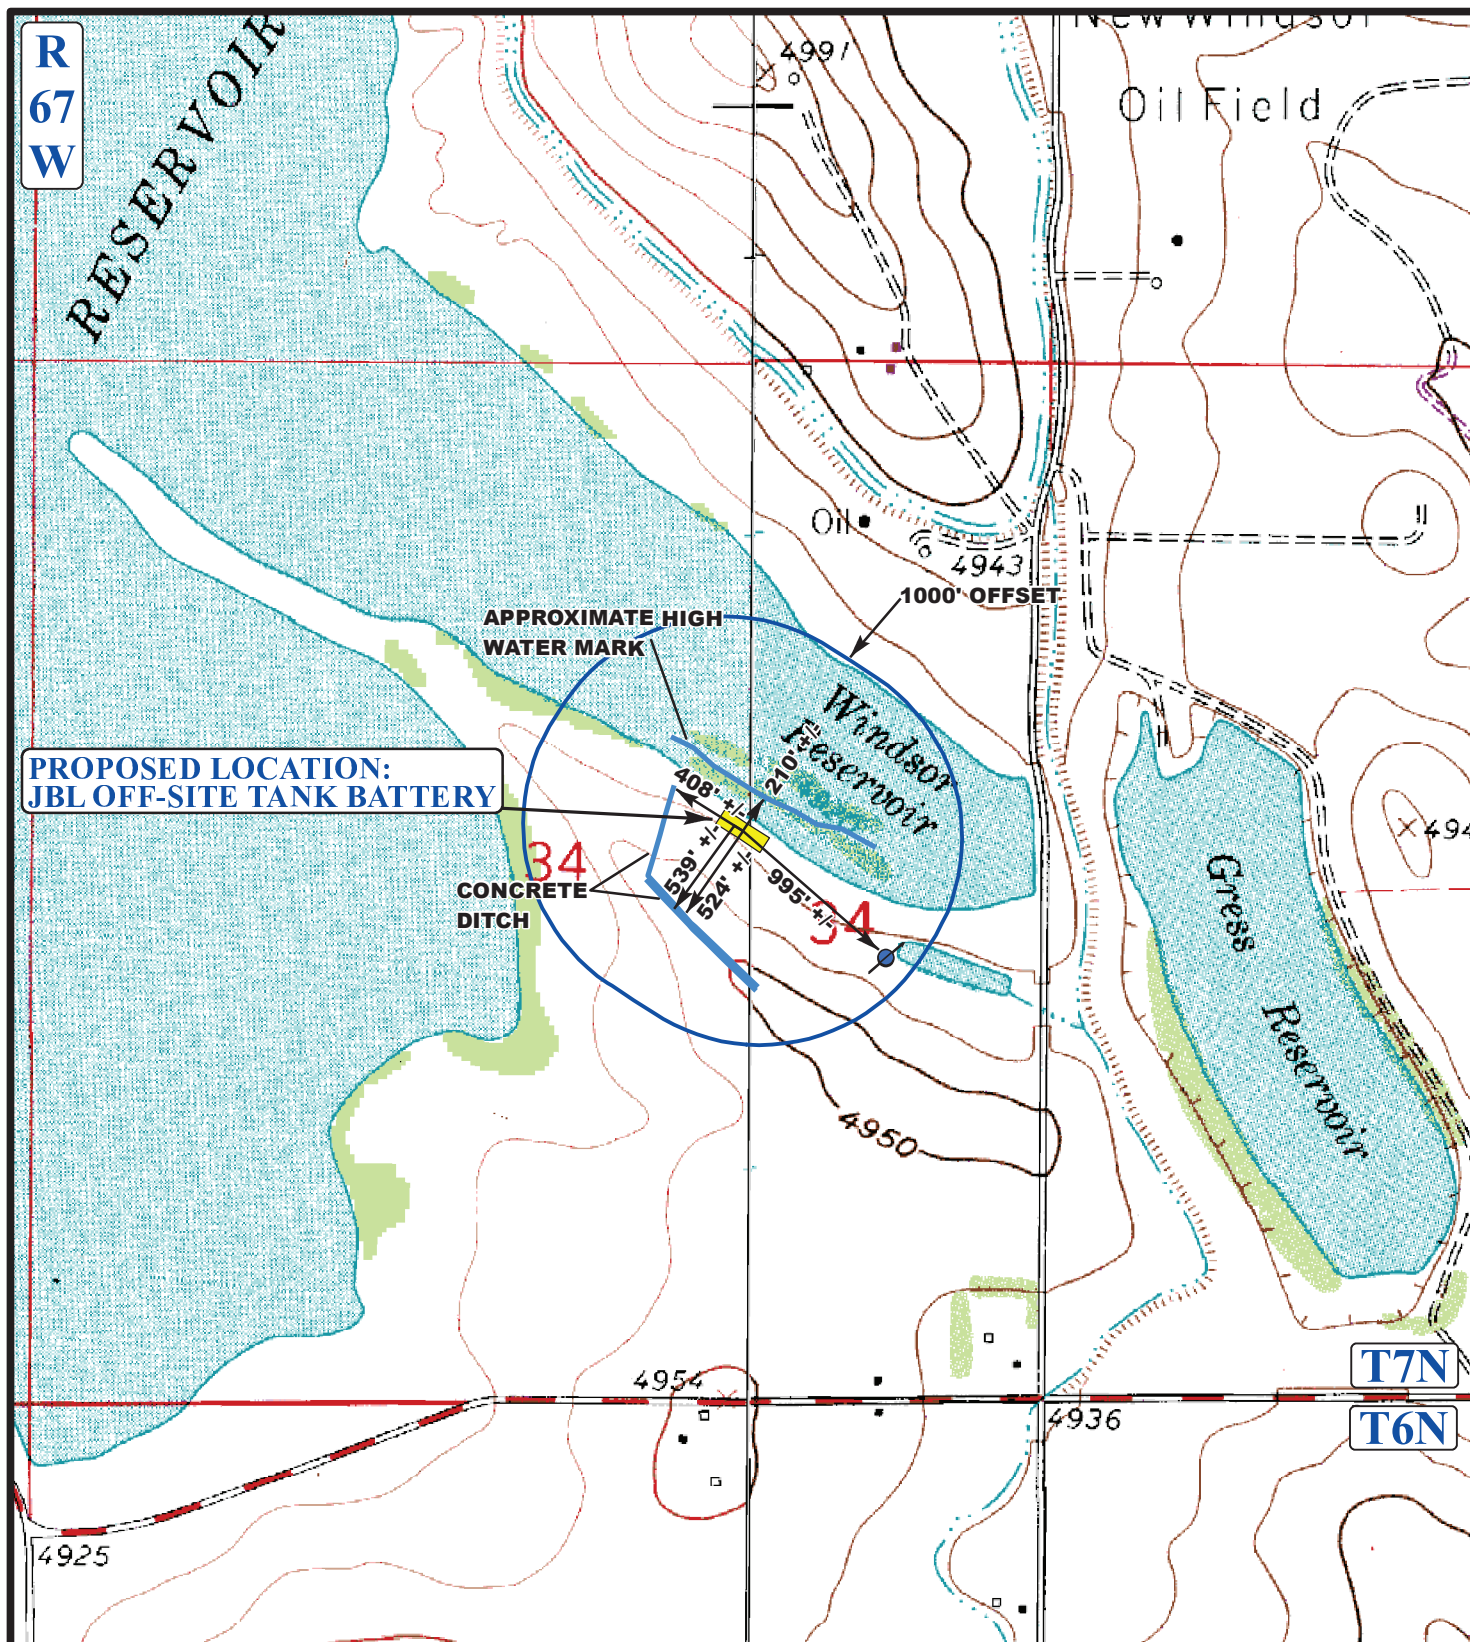 R
67
W
RESERVOIR
4991
New Windsor
Oil Field
Oil
4943
1000' OFFSET
APPROXIMATE HIGH
WATER MARK
Windsor
Reservoir
PROPOSED LOCATION:
JBL OFF-SITE TANK BATTERY
408' +/-
210' +/-
539' +/-
524' +/-
995' +/-
34
34
CONCRETE
DITCH
494
Gress
Reservoir
4950
T7N
4954
4936
T6N
4925